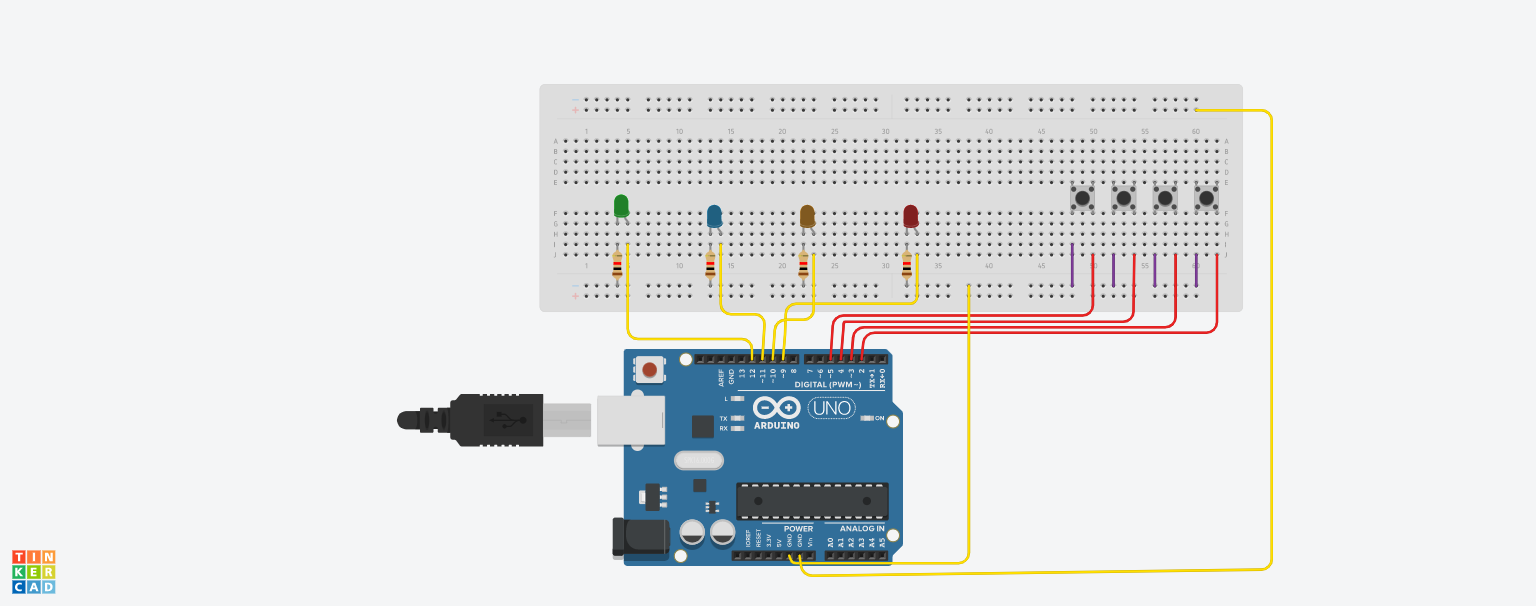 - -
+ +
1 5 10 15 20 25 30 35 40 45 50 55 60
A A
B B
C C
D D
E E
F F
G G
H H
I I
J J
1 5 10 15 20 25 30 35 40 45 50 55 60
- -
+ +
AREF GND 13 12 ~11 ~10 ~9 8 7 ~6 ~5 4 ~3 2 TX→1 RX←0
DIGITAL (PWM~)
L
TX
RX
UNO
ARDUINO
ON
POWER ANALOG IN
IOREF RESET 3.3V 5V GND GND Vin A0 A1 A2 A3 A4 A5
TIN
KER
CAD